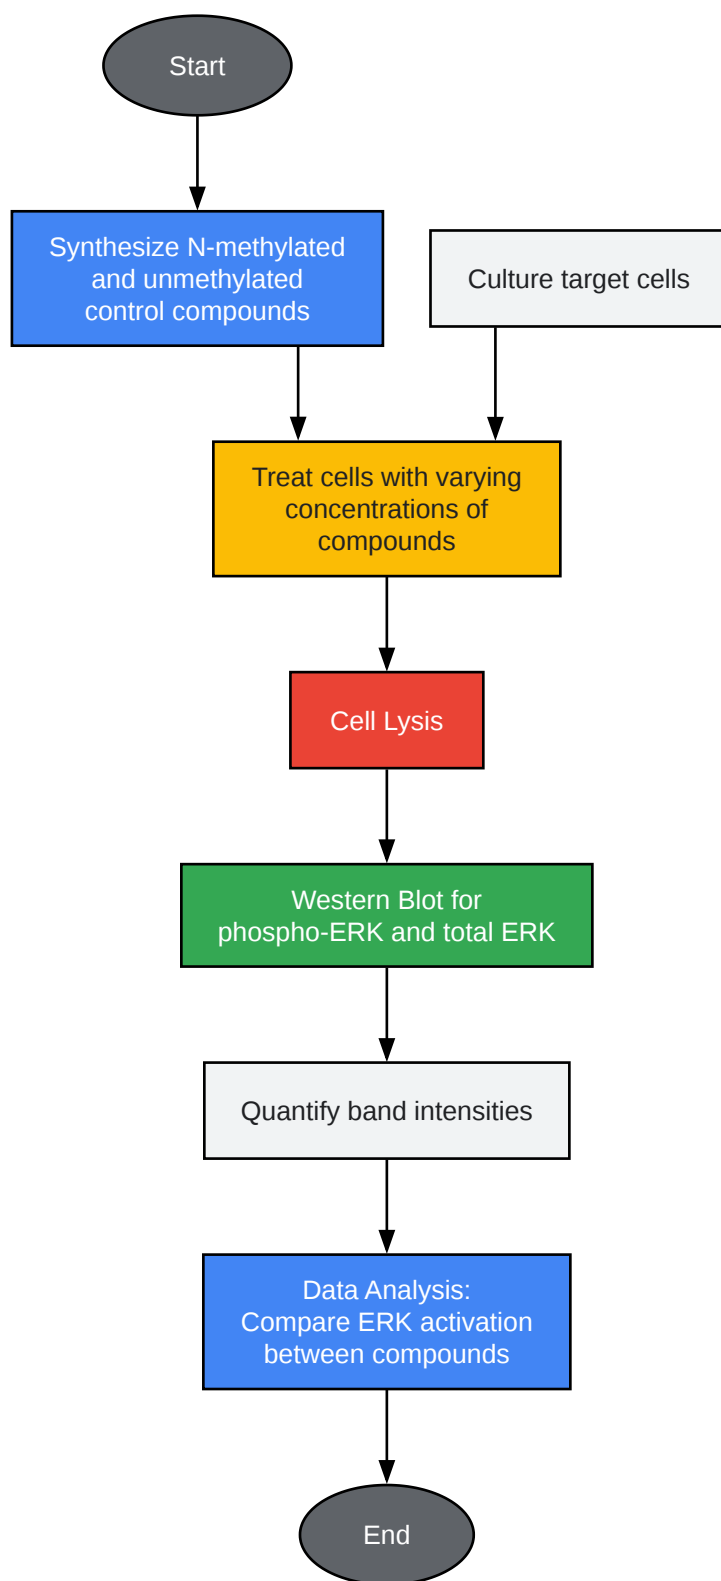 Start
Synthesize N-methylated
and unmethylated
control compounds
Culture target cells
Treat cells with varying
concentrations of
compounds
Cell Lysis
Western Blot for
phospho-ERK and total ERK
Quantify band intensities
Data Analysis:
Compare ERK activation
between compounds
End